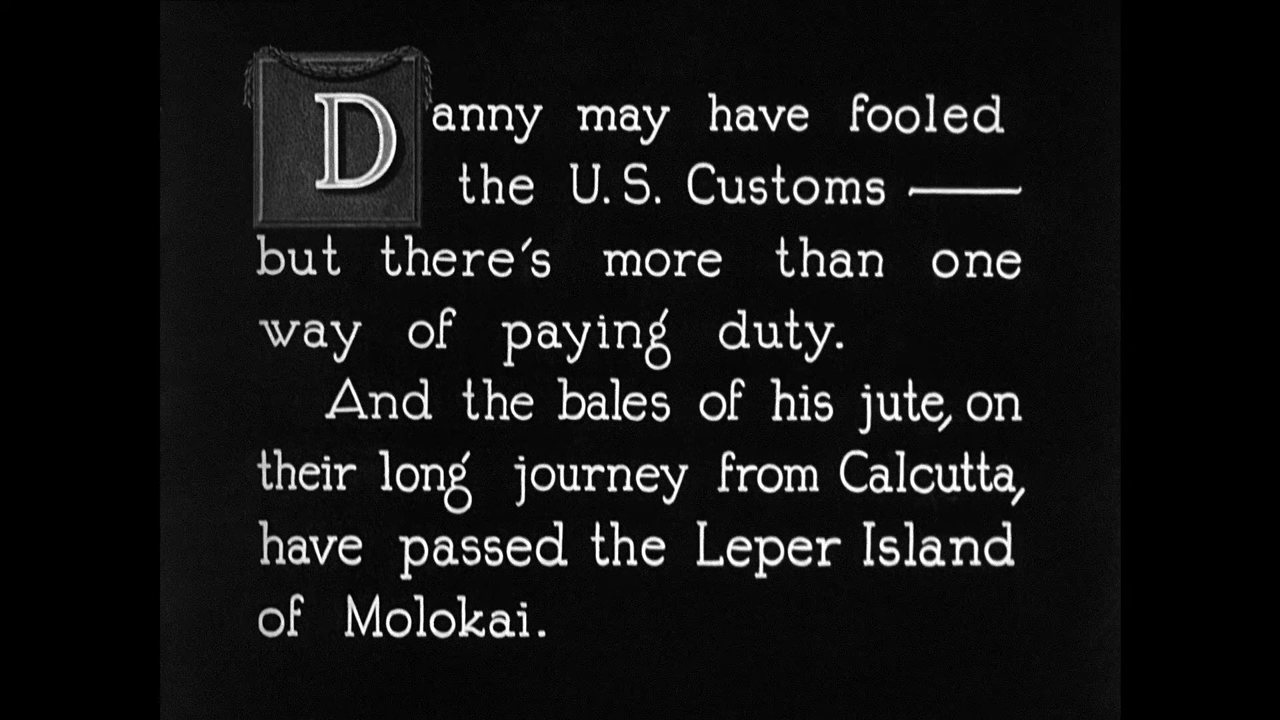 Danny may have fooled
the U.S. Customs ——
but there's more than one
way of paying duty.
And the bales of his jute, on
their long journey from Calcutta,
have passed the Leper Island
of Molokai.